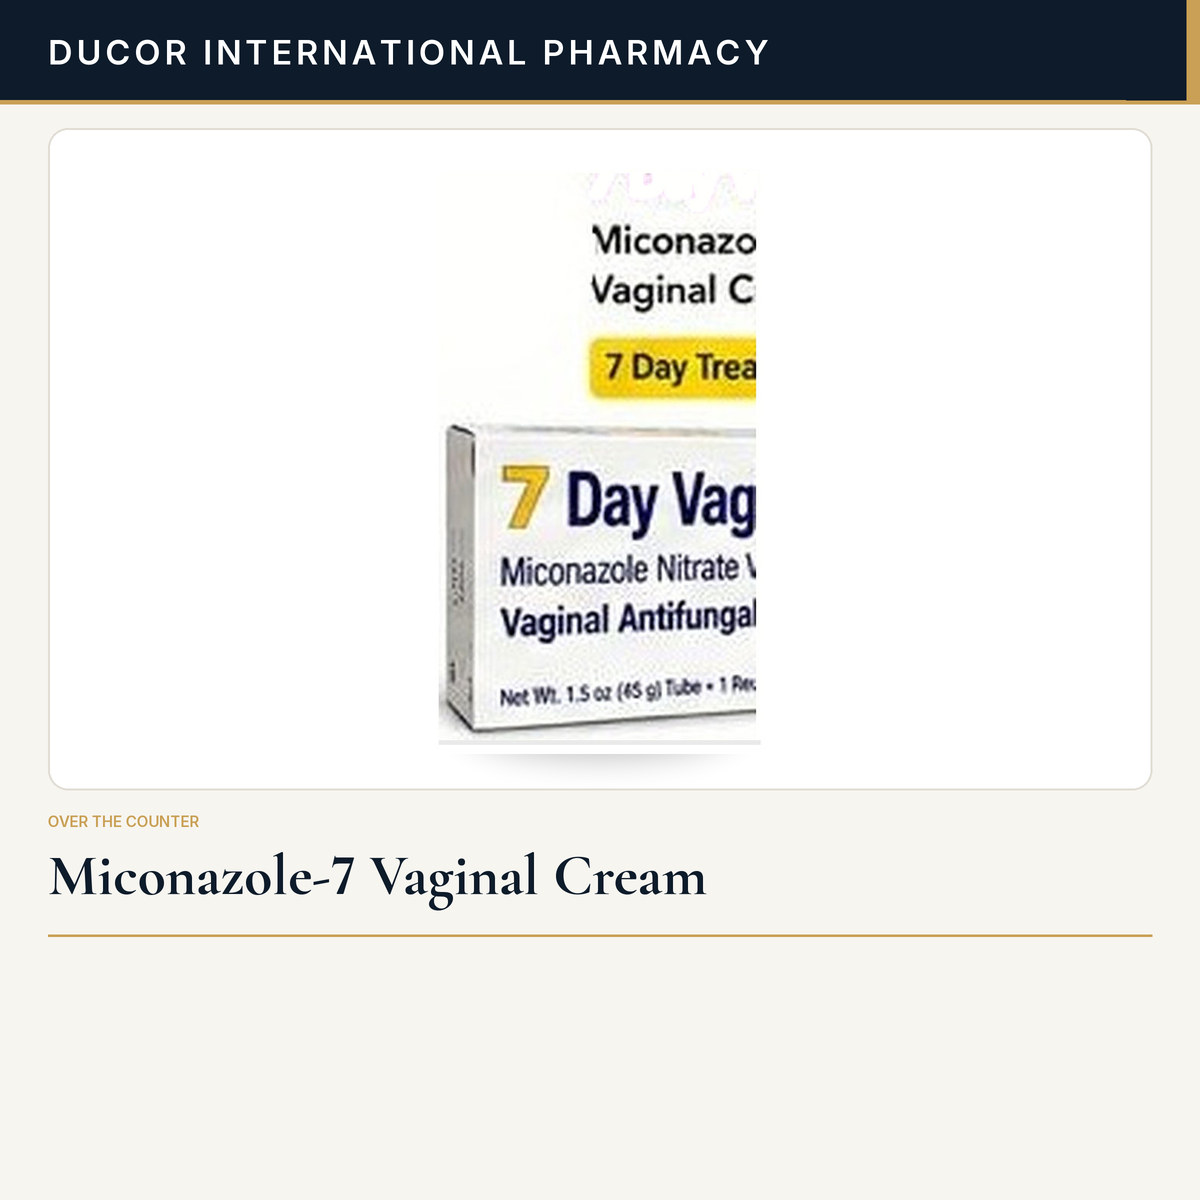 DUCOR INTERNATIONAL PHARMACY
Miconazo
Vaginal C
7 Day Trea
7 Day Vag
Miconazole Nitrate V
Vaginal Antifungal
Net Wt. 1.5 oz (45 g) Tube • 1 Reu
OVER THE COUNTER
Miconazole-7 Vaginal Cream